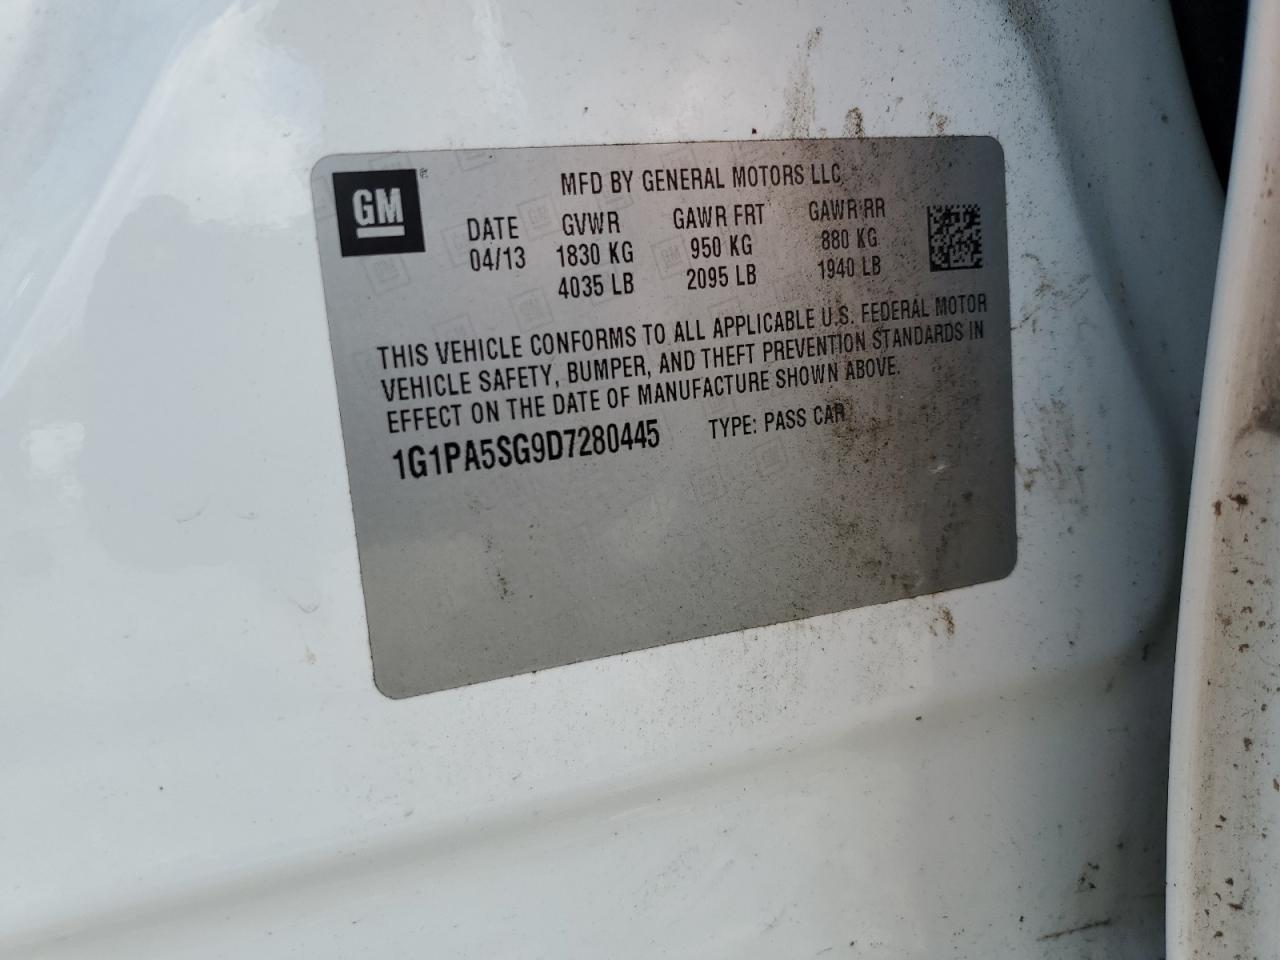 GM
MFD BY GENERAL MOTORS LLC
DATE GVWR GAWR FRT GAWR RR
04/13 1830 KG 950 KG 880 KG
4035 LB 2095 LB 1940 LB
THIS VEHICLE CONFORMS TO ALL APPLICABLE U.S. FEDERAL MOTOR
VEHICLE SAFETY, BUMPER, AND THEFT PREVENTION STANDARDS IN
EFFECT ON THE DATE OF MANUFACTURE SHOWN ABOVE.
1G1PA5SG9D7280445 TYPE: PASS CAR